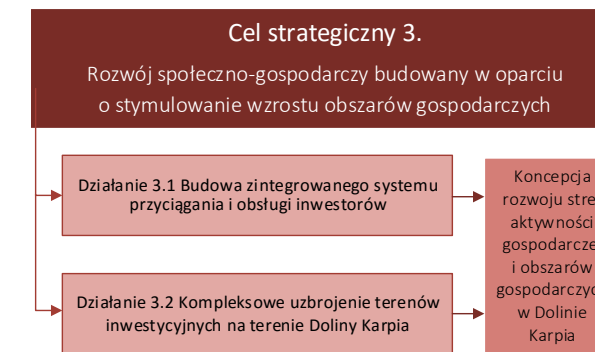 Cel strategiczny 3.
Rozwój społeczno-gospodarczy budowany w oparciu
o stymulowanie wzrostu obszarów gospodarczych
Działanie 3.1 Budowa zintegrowanego systemu
przyciągania i obsługi inwestorów
Działanie 3.2 Kompleksowe uzbrojenie terenów
inwestycyjnych na terenie Doliny Karpia
Koncepcja
rozwoju
aktywności
i obszarów
w Dolinie
Karpia